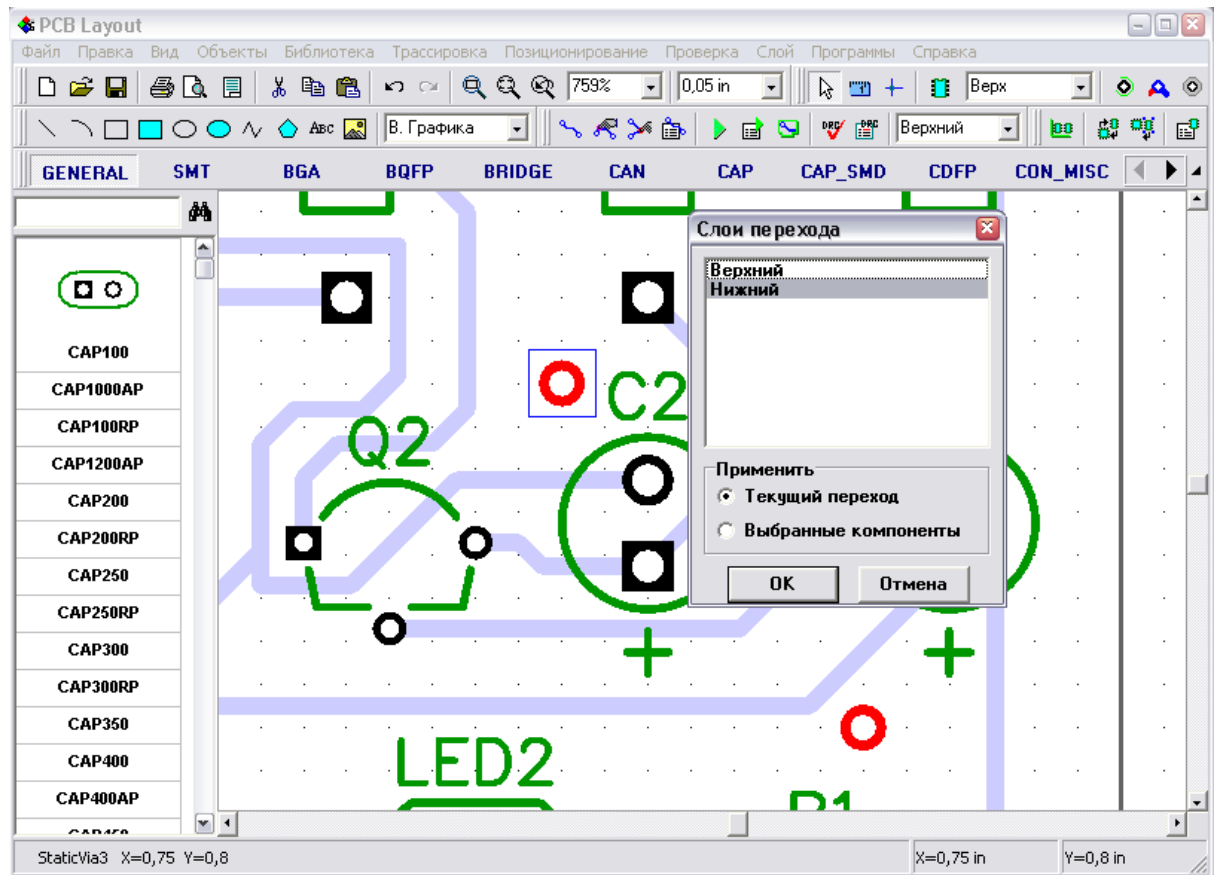 PCB Layout
Файл Правка Вид Объекты Библиотека Трассировка Позиционирование Проверка Слой Программы Справка
759% 0,05 in Верх
ABC В. Графика DRC DRC Верхний
GENERAL SMT BGA BQFP BRIDGE CAN CAP CAP_SMD CDFP CON_MISC
Слои перехода
Верхний
Нижний
CAP100
CAP1000AP
C2
CAP100RP
Q2
CAP1200AP
Применить
Текущий переход
CAP200
Выбранные компоненты
CAP200RP
CAP250
OK Отмена
CAP250RP
CAP300
CAP300RP
CAP350
LED2
CAP400
CAP400AP
StaticVia3 X=0,75 Y=0,8 X=0,75 in Y=0,8 in